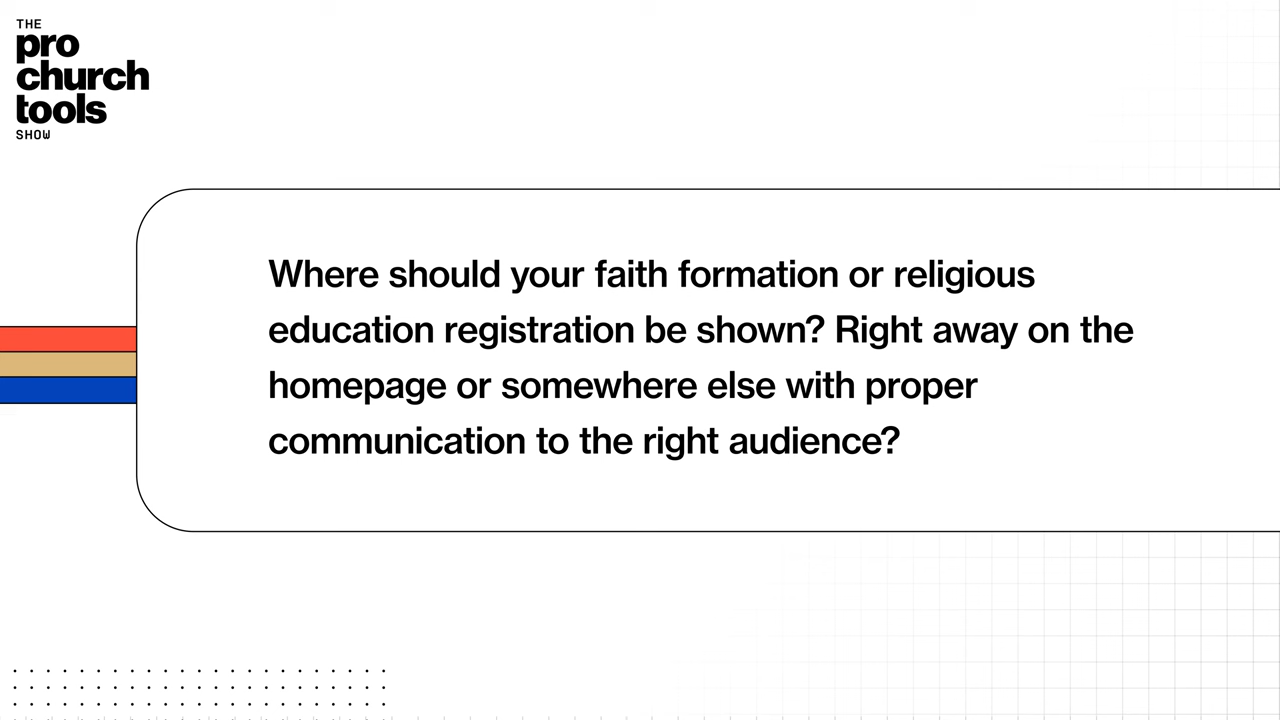 THE
pro
church
tools
SHOW
Where should your faith formation or religious
education registration be shown? Right away on the
homepage or somewhere else with proper
communication to the right audience?